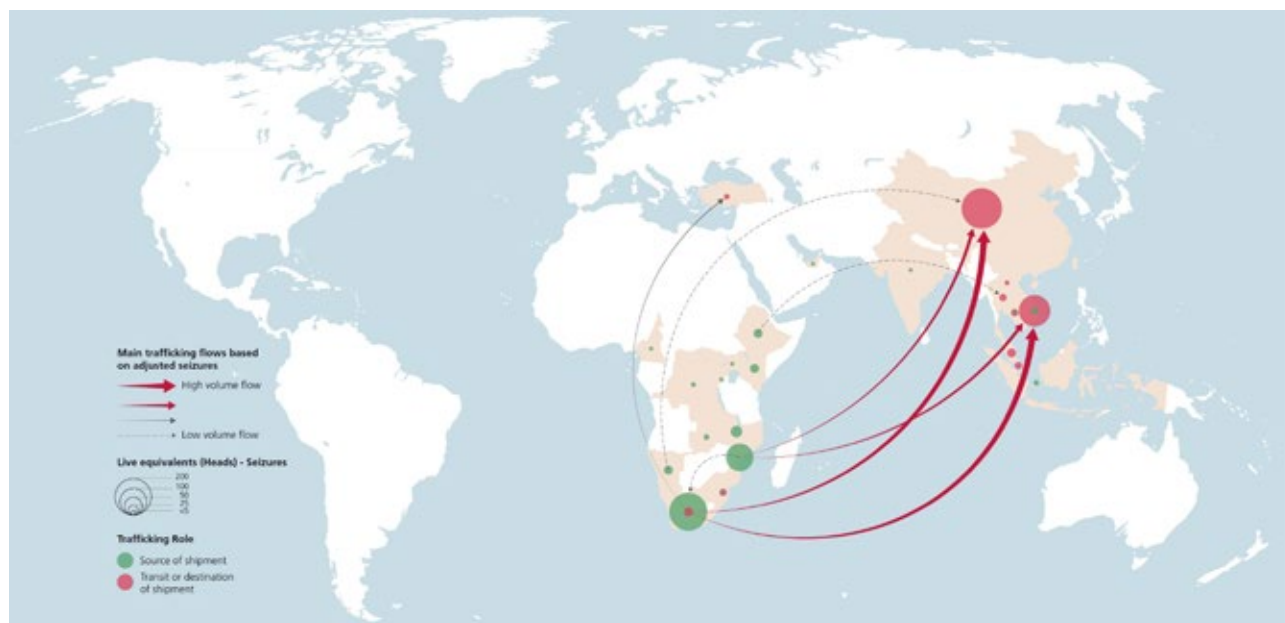 Main trafficking flows based
on adjusted seizures
High volume flow
Low volume flow
Live equivalents (Heads) - Seizures
200
100
50
25
Trafficking Role
Source of shipment
Transit or destination
of shipment